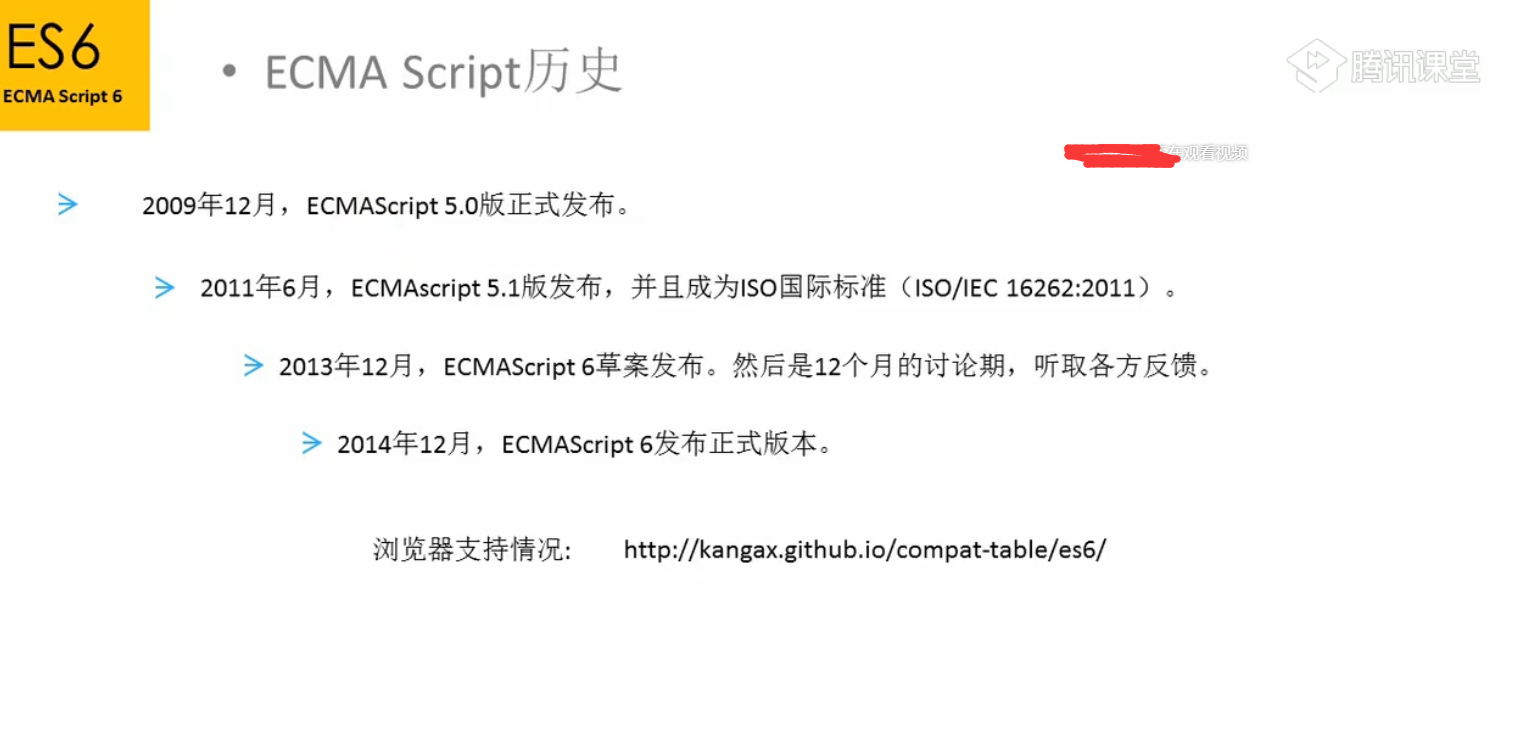 ES6
ECMA Script 6
• ECMA Script历史
腾讯课堂
在观看视频
2009年12月，ECMAScript 5.0版正式发布。
2011年6月，ECMAscript 5.1版发布，并且成为ISO国际标准（ISO/IEC 16262:2011）。
2013年12月，ECMAScript 6草案发布。然后是12个月的讨论期，听取各方反馈。
2014年12月，ECMAScript 6发布正式版本。
浏览器支持情况: http://kangax.github.io/compat-table/es6/